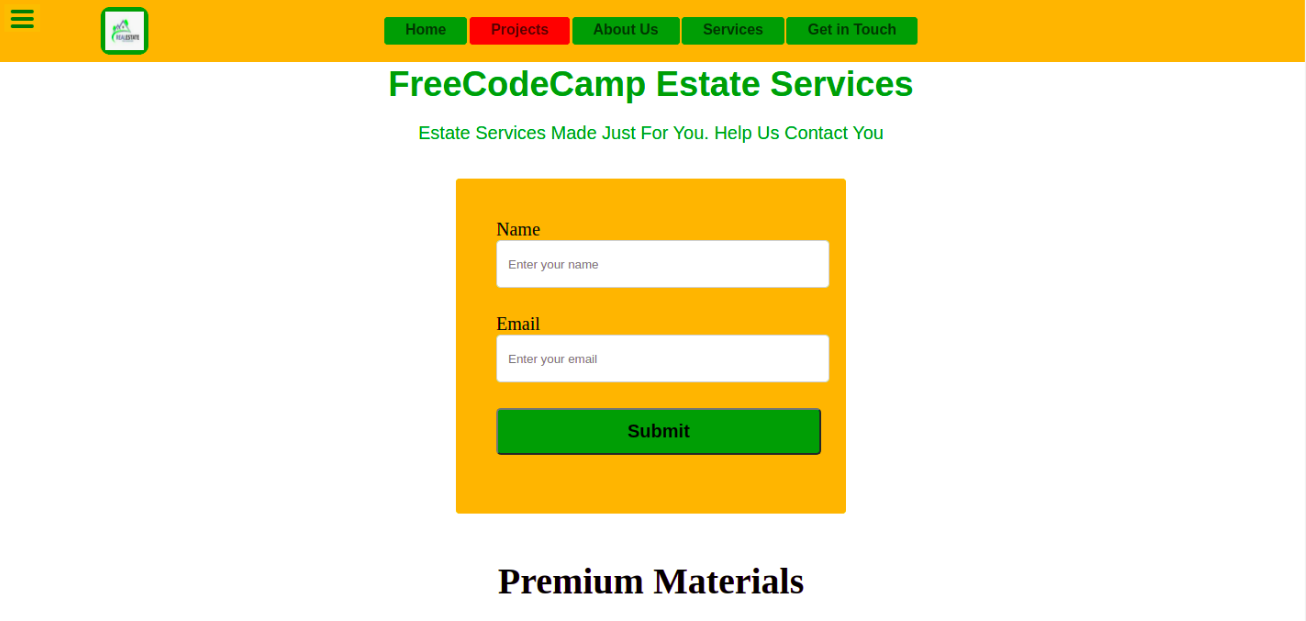 REALESTATE
Home Projects About Us Services Get in Touch
FreeCodeCamp Estate Services
Estate Services Made Just For You. Help Us Contact You
Name
Enter your name
Email
Enter your email
Submit
Premium Materials